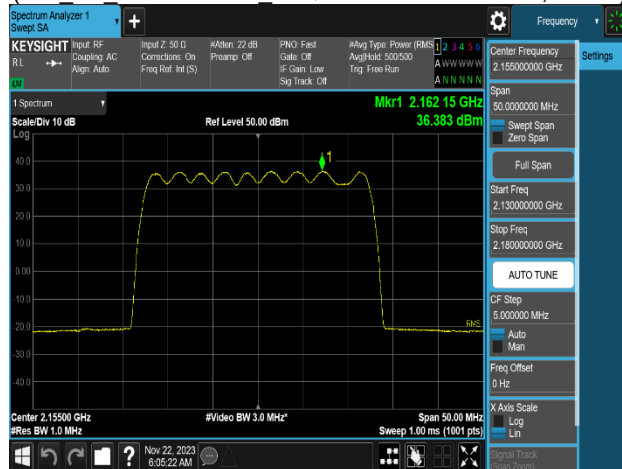 Spectrum Analyzer 1
Swept SA
+
Frequency
KEYSIGHT
RL
Input: RF
Coupling: AC
Align: Auto
Input Z: 50 Ω
Corrections: On
Freq Ref: Int (S)
#Atten: 22 dB
Preamp: Off
PNO: Fast
Gate: Off
IF Gain: Low
Sig Track: Off
#Avg Type: Power (RMS
Avg|Hold: 500/500
Trig: Free Run
1 2 3 4 5 6
A W W W W W
A N N N N N
Settings
1 Spectrum
Scale/Div 10 dB
Log
Ref Level 50.00 dBm
Mkr1 2.162 15 GHz
36.383 dBm
1
40.0
30.0
20.0
10.0
0.00
-10.0
-20.0
-30.0
-40.0
RMS
Center 2.15500 GHz
#Res BW 1.0 MHz
#Video BW 3.0 MHz*
Span 50.00 MHz
Sweep 1.00 ms (1001 pts)
Center Frequency
2.155000000 GHz
Span
50.0000000 MHz
Swept Span
Zero Span
Full Span
Start Freq
2.130000000 GHz
Stop Freq
2.180000000 GHz
AUTO TUNE
CF Step
5.000000 MHz
Auto
Man
Freq Offset
0 Hz
X Axis Scale
Log
Lin
Signal Track
(Span Zoom)
?
Nov 22, 2023
6:05:22 AM